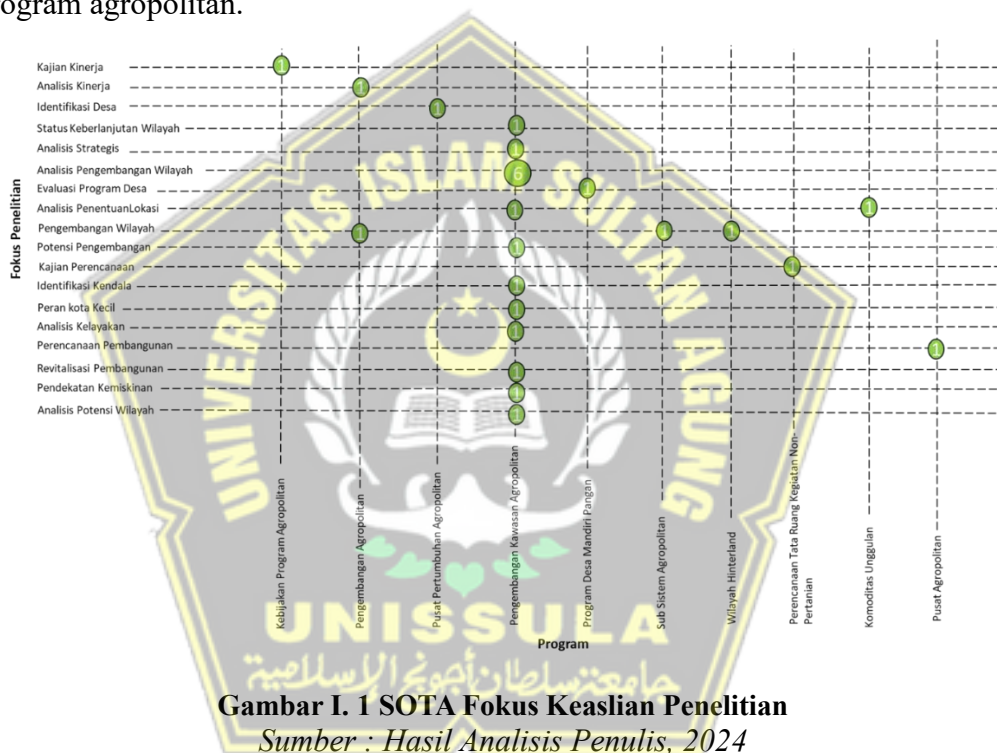 rogram agropolitan.
Kajian Kinerja
1
Analisis Kinerja
1
Identifikasi Desa
1
Status Keberlanjutan Wilayah
1
Analisis Strategis
1
Analisis Pengembangan Wilayah
6
Evaluasi Program Desa
1
Analisis PenentuanLokasi
1
1
Pengembangan Wilayah
1
1
Potensi Pengembangan
1
Kajian Perencanaan
1
Identifikasi Kendala
1
Peran kota Kecil
1
Analisis Kelayakan
1
Perencanaan Pembangunan
1
Revitalisasi Pembangunan
1
Pendekatan Kemiskinan
1
Analisis Potensi Wilayah
1
Fokus Penelitian
Kebijakan Program Agropolitan
Pengembangan Agropolitan
Pusat Pertumbuhan Agropolitan
Pengembangan Kawasan Agropolitan
Program Desa Mandiri Pangan
Sub Sistem Agropolitan
Wilayah Hinterland
Perencanaan Tata Ruang Kegiatan Non-
Pertanian
Komoditas Unggulan
Pusat Agropolitan
Program
UNIVERSITAS ISLAM SULTAN AGUNG
UNISSULA
جامعة سلطان أجونج الإسلامية
Gambar I. 1 SOTA Fokus Keaslian Penelitian
Sumber : Hasil Analisis Penulis, 2024